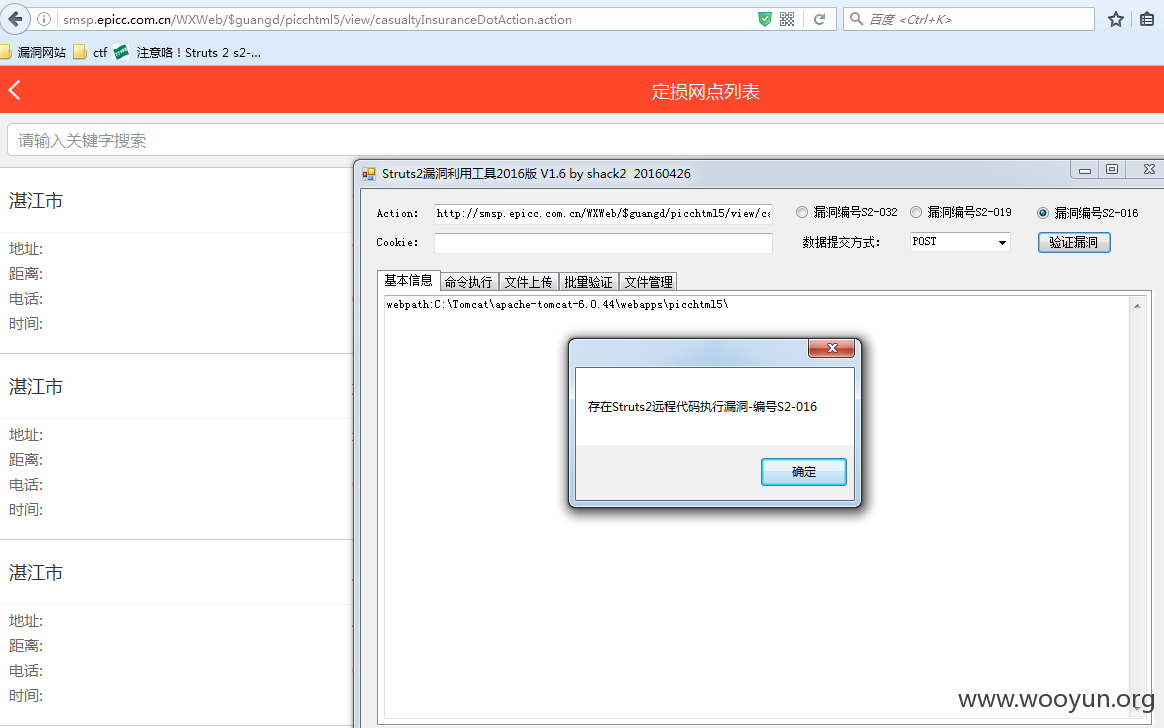 smsp.epicc.com.cn/WXWeb/$guangd/picchtml5/view/casualtyInsuranceDotAction.action
百度 <Ctrl+K>
漏洞网站 ctf 注意咯！Struts 2 s2-...
定损网点列表
请输入关键字搜索
湛江市
地址:
距离:
电话:
时间:
湛江市
地址:
距离:
电话:
时间:
湛江市
地址:
距离:
电话:
时间:
Struts2漏洞利用工具2016版 V1.6 by shack2 20160426
Action: http://smsp.epicc.com.cn/WXWeb/$guangd/picchtml5/view/ca 漏洞编号S2-032 漏洞编号S2-019 漏洞编号S2-016
Cookie: 数据提交方式: POST 验证漏洞
基本信息 命令执行 文件上传 批量验证 文件管理
webpath:C:\Tomcat\apache-tomcat-6.0.44\webapps\picchtml5\
存在Struts2远程代码执行漏洞-编号S2-016
确定
www.wooyun.org